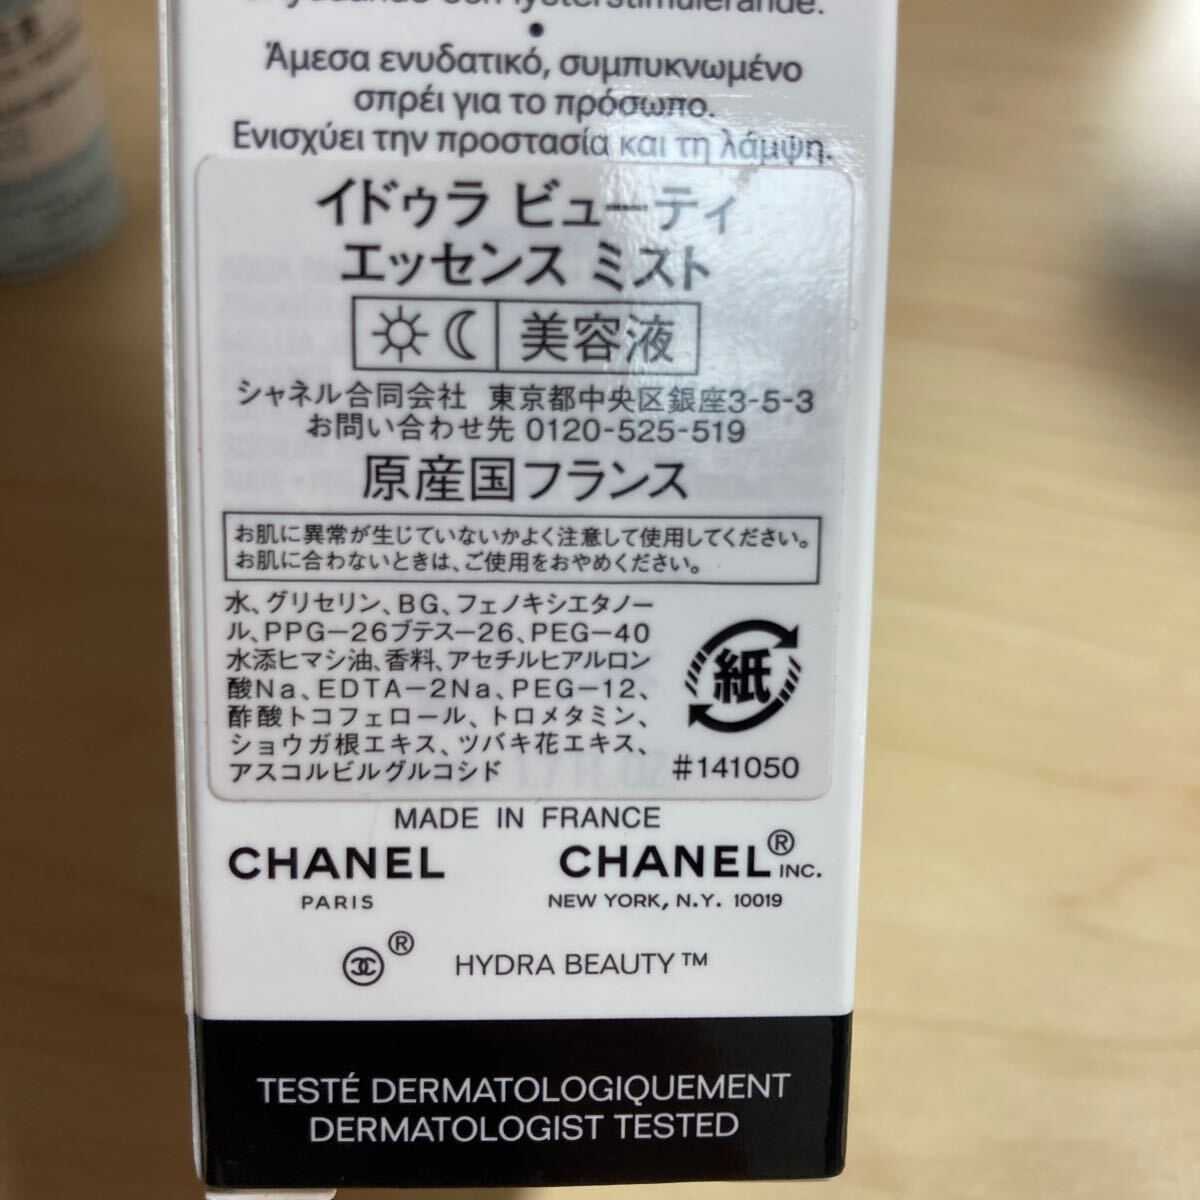 lysterstimulerande.
•
Άμεσα ενυδατικό, συμπυκνωμένο
σπρέι για το πρόσωπο.
Ενισχύει την προστασία και τη λάμψη.
イドゥラ ビューティ
エッセンス ミスト
美容液
シャネル合同会社 東京都中央区銀座3-5-3
お問い合わせ先 0120-525-519
原産国フランス
お肌に異常が生じていないかよく注意して使用してください。
お肌に合わないときは、ご使用をおやめください。
水、グリセリン、BG、フェノキシエタノー
ル、PPG-26ブテス-26、PEG-40
水添ヒマシ油、香料、アセチルヒアルロン
酸Na、EDTA-2Na、PEG-12、
酢酸トコフェロール、トロメタミン、
ショウガ根エキス、ツバキ花エキス、
アスコルビルグルコシド
紙
#141050
MADE IN FRANCE
CHANEL
PARIS
CHANEL® INC.
NEW YORK, N.Y. 10019
®
HYDRA BEAUTY™
TESTÉ DERMATOLOGIQUEMENT
DERMATOLOGIST TESTED